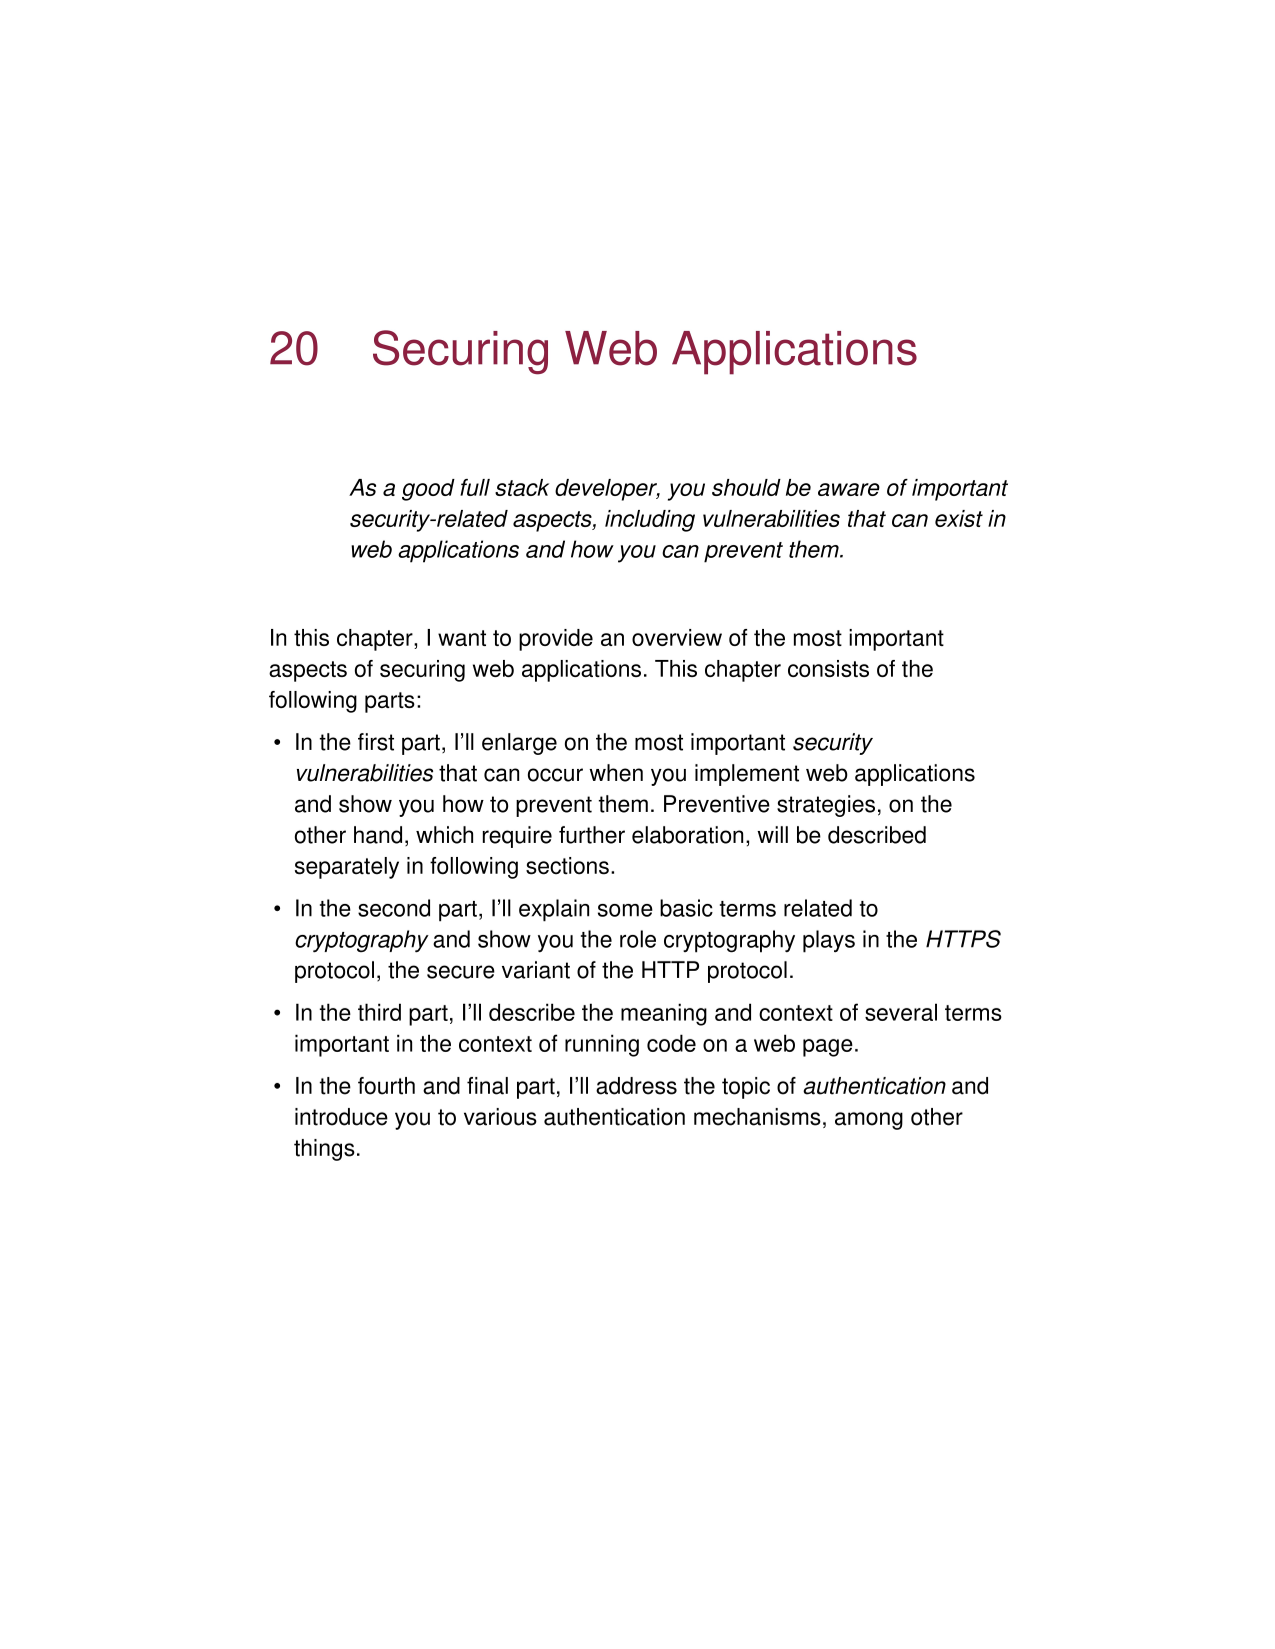 20 Securing Web Applications
As a good full stack developer, you should be aware of important
security-related aspects, including vulnerabilities that can exist in
web applications and how you can prevent them.
In this chapter, I want to provide an overview of the most important
aspects of securing web applications. This chapter consists of the
following parts:
• In the first part, I'll enlarge on the most important security
vulnerabilities that can occur when you implement web applications
and show you how to prevent them. Preventive strategies, on the
other hand, which require further elaboration, will be described
separately in following sections.
• In the second part, I'll explain some basic terms related to
cryptography and show you the role cryptography plays in the HTTPS
protocol, the secure variant of the HTTP protocol.
• In the third part, I'll describe the meaning and context of several terms
important in the context of running code on a web page.
• In the fourth and final part, I'll address the topic of authentication and
introduce you to various authentication mechanisms, among other
things.